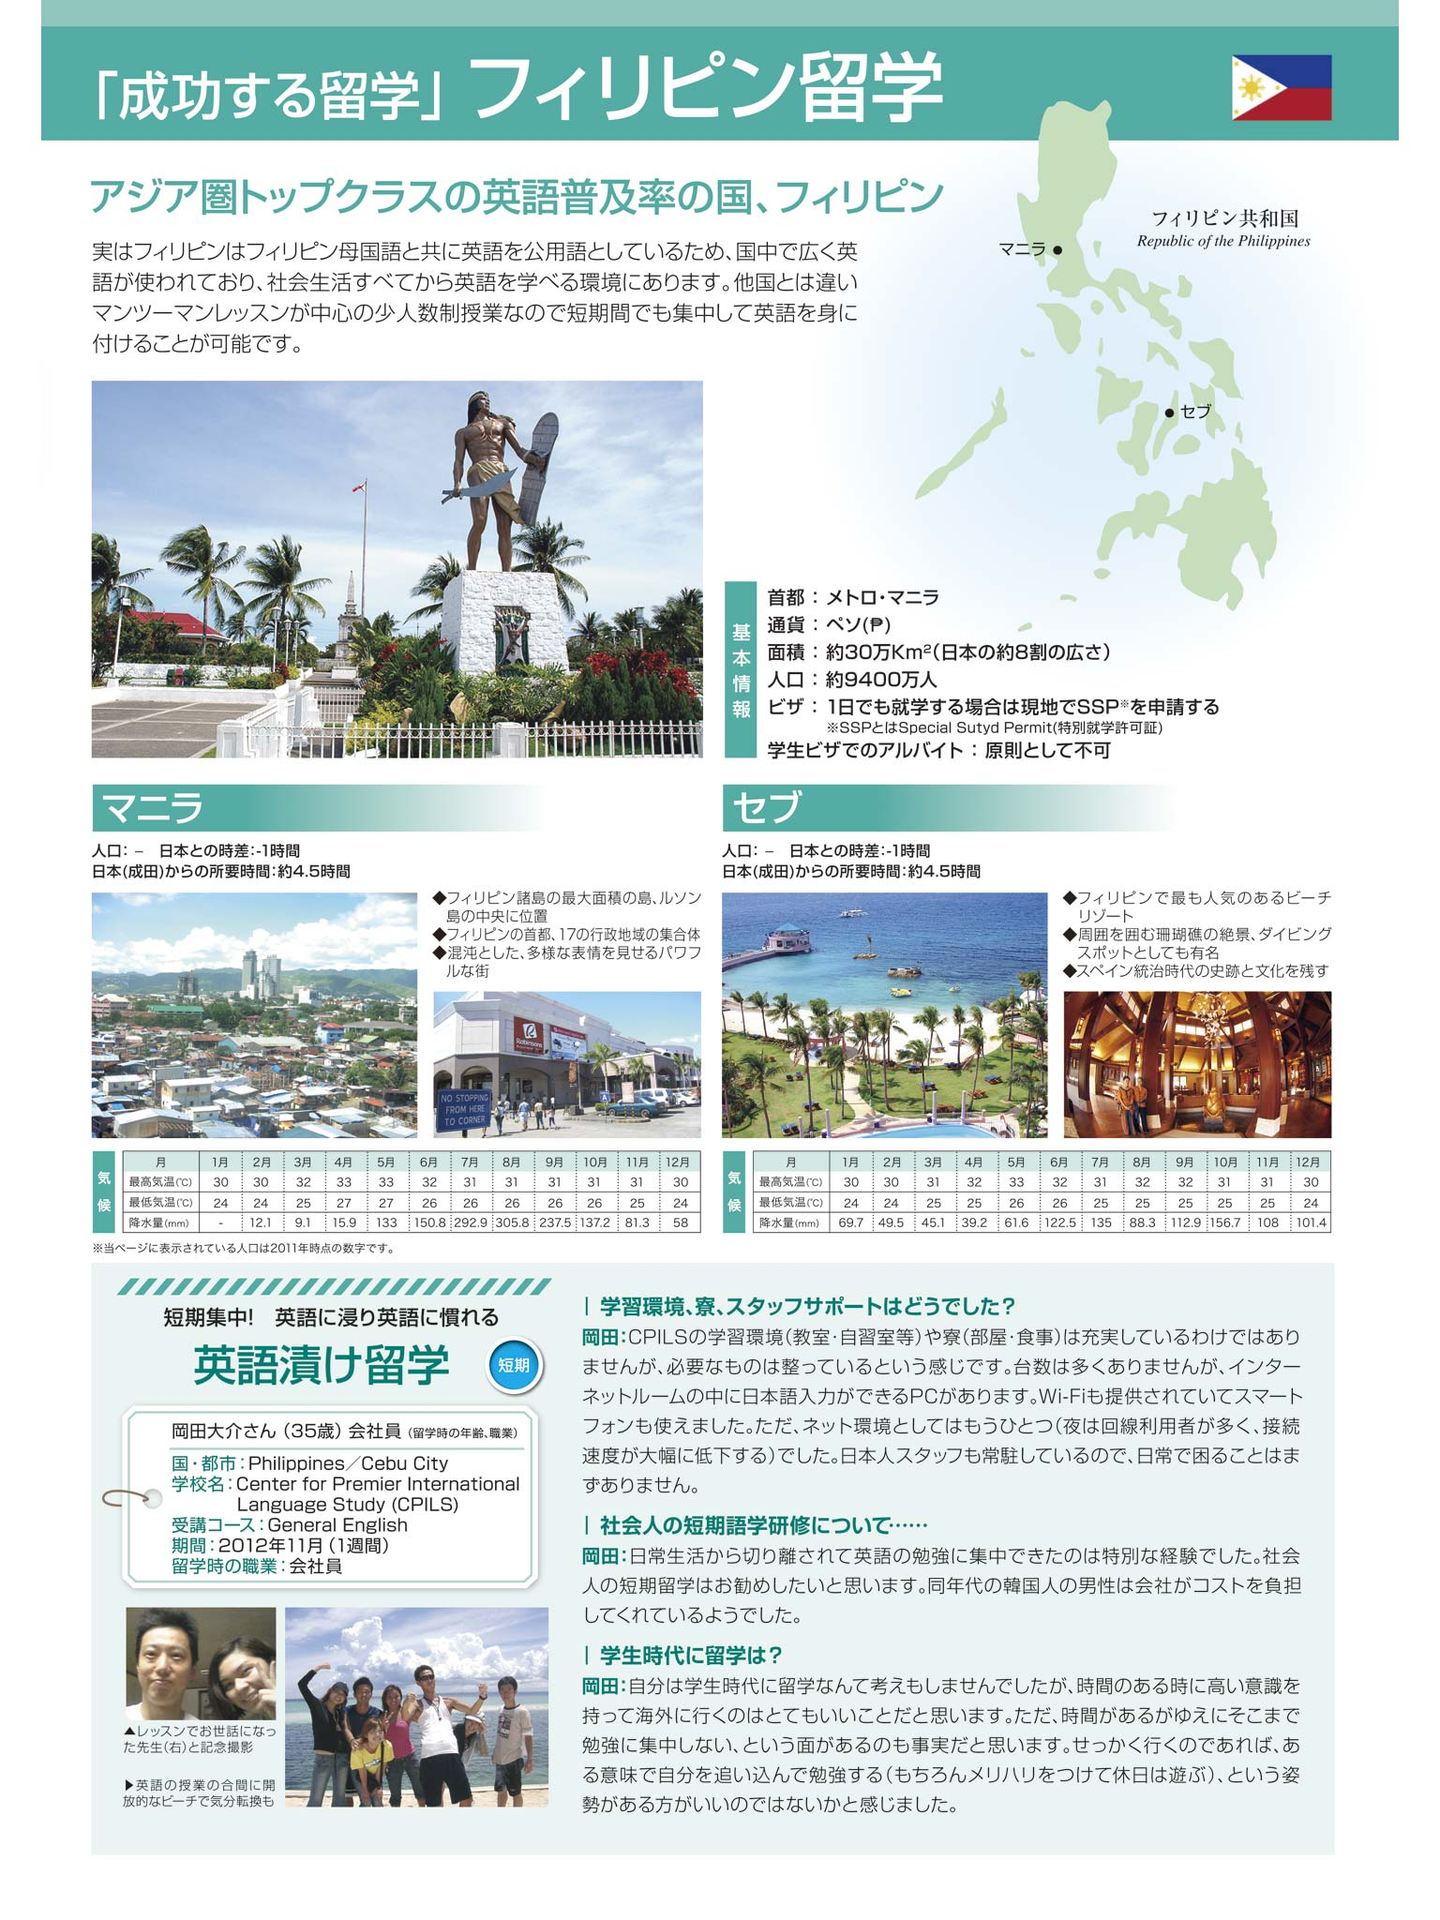 「成功する留学」 フィリピン留学
アジア圏トップクラスの英語普及率の国、フィリピン
実はフィリピンはフィリピン母国語と共に英語を公用語としているため、国中で広く英
語が使われており、社会生活すべてから英語を学べる環境にあります。他国とは違い
マンツーマンレッスンが中心の少人数制授業なので短期間でも集中して英語を身に
付けることが可能です。
フィリピン共和国
Republic of the Philippines
マニラ
セブ
基本情報
首都：メトロ・マニラ
通貨：ペソ(₱)
面積：約30万Km²(日本の約8割の広さ)
人口：約9400万人
ビザ：1日でも就学する場合は現地でSSP※を申請する
※SSPとはSpecial Sutyd Permit(特別就学許可証)
学生ビザでのアルバイト：原則として不可
マニラ
人口： – 日本との時差：-1時間
日本(成田)からの所要時間：約4.5時間
◆フィリピン諸島の最大面積の島、ルソン
島の中央に位置
◆フィリピンの首都、17の行政地域の集合体
◆混沌とした、多様な表情を見せるパワフ
ルな街
Robinsons
NO STOPPING
FROM HERE
TO CORNER
気候
月 1月 2月 3月 4月 5月 6月 7月 8月 9月 10月 11月 12月
最高気温(℃) 30 30 32 33 33 32 31 31 31 31 31 30
最低気温(℃) 24 24 25 27 27 26 26 26 26 26 25 24
降水量(mm) - 12.1 9.1 15.9 133 150.8 292.9 305.8 237.5 137.2 81.3 58
※当ページに表示されている人口は2011年時点の数字です。
セブ
人口： – 日本との時差：-1時間
日本(成田)からの所要時間：約4.5時間
◆フィリピンで最も人気のあるビーチ
リゾート
◆周囲を囲む珊瑚礁の絶景、ダイビング
スポットとしても有名
◆スペイン統治時代の史跡と文化を残す
気候
月 1月 2月 3月 4月 5月 6月 7月 8月 9月 10月 11月 12月
最高気温(℃) 30 30 31 32 33 32 31 32 32 31 31 30
最低気温(℃) 24 24 25 25 26 26 25 25 25 25 25 24
降水量(mm) 69.7 49.5 45.1 39.2 61.6 122.5 135 88.3 112.9 156.7 108 101.4
短期集中！ 英語に浸り英語に慣れる
英語漬け留学
短期
岡田大介さん（35歳）会社員（留学時の年齢、職業）
国・都市：Philippines／Cebu City
学校名：Center for Premier International
Language Study (CPILS)
受講コース：General English
期間：2012年11月（1週間）
留学時の職業：会社員
▲レッスンでお世話になっ
た先生(右)と記念撮影
▶英語の授業の合間に開
放的なビーチで気分転換も
| 学習環境、寮、スタッフサポートはどうでした？
岡田：CPILSの学習環境（教室・自習室等）や寮（部屋・食事）は充実しているわけではあり
ませんが、必要なものは整っているという感じです。台数は多くありませんが、インター
ネットルームの中に日本語入力ができるPCがあります。Wi-Fiも提供されていてスマート
フォンも使えました。ただ、ネット環境としてはもうひとつ（夜は回線利用者が多く、接続
速度が大幅に低下する）でした。日本人スタッフも常駐しているので、日常で困ることはま
ずありません。
| 社会人の短期語学研修について……
岡田：日常生活から切り離されて英語の勉強に集中できたのは特別な経験でした。社会
人の短期留学はお勧めしたいと思います。同年代の韓国人の男性は会社がコストを負担
してくれているようでした。
| 学生時代に留学は？
岡田：自分は学生時代に留学なんて考えもしませんでしたが、時間のある時に高い意識を
持って海外に行くのはとてもいいことだと思います。ただ、時間があるがゆえにそこまで
勉強に集中しない、という面があるのも事実だと思います。せっかく行くのであれば、あ
る意味で自分を追い込んで勉強する（もちろんメリハリをつけて休日は遊ぶ）、という姿
勢がある方がいいのではないかと感じました。